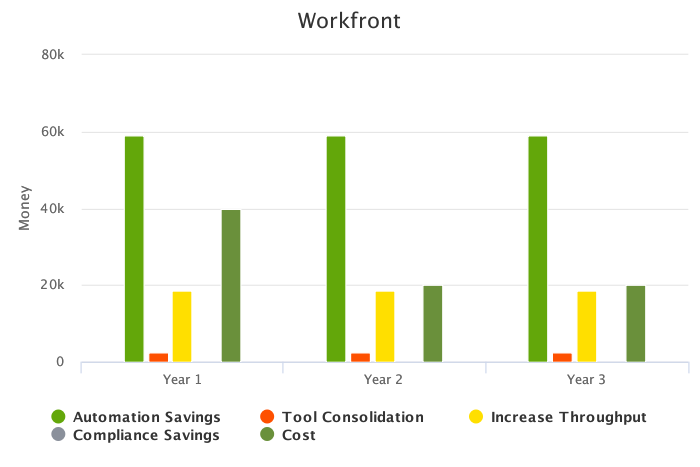 Workfront
80k
60k
40k
20k
0
Money
Year 1
Year 2
Year 3
Automation Savings
Tool Consolidation
Increase Throughput
Compliance Savings
Cost